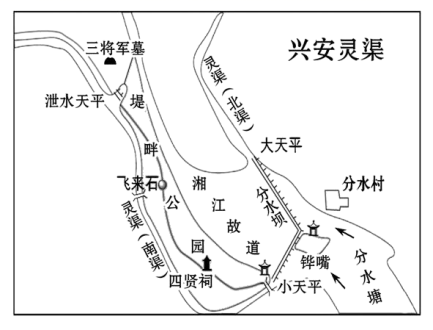 兴安灵渠
三将军墓
灵渠（北渠）
泄水天平
堤畔公园
大天平
飞来石
湘江故道
分水坝
分水村
灵渠（南渠）
四贤祠
铧嘴
小天平
分水塘